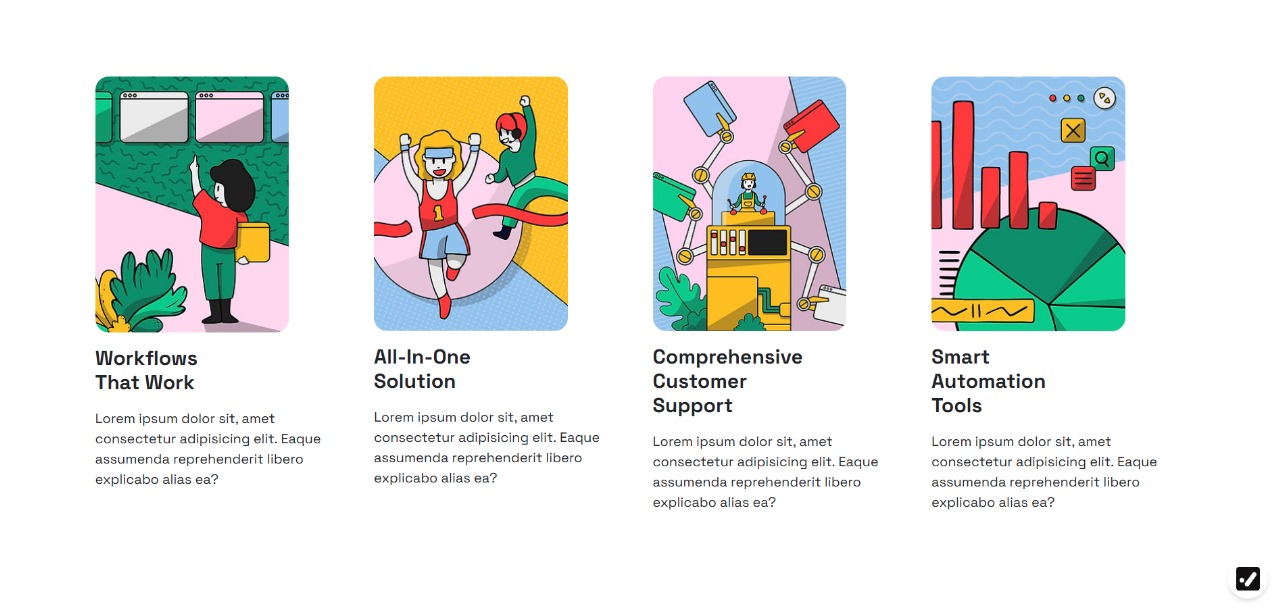 1
Workflows
That Work
Lorem ipsum dolor sit, amet
consectetur adipisicing elit. Eaque
assumenda reprehenderit libero
explicabo alias ea?
All-In-One
Solution
Lorem ipsum dolor sit, amet
consectetur adipisicing elit. Eaque
assumenda reprehenderit libero
explicabo alias ea?
Comprehensive
Customer
Support
Lorem ipsum dolor sit, amet
consectetur adipisicing elit. Eaque
assumenda reprehenderit libero
explicabo alias ea?
Smart
Automation
Tools
Lorem ipsum dolor sit, amet
consectetur adipisicing elit. Eaque
assumenda reprehenderit libero
explicabo alias ea?